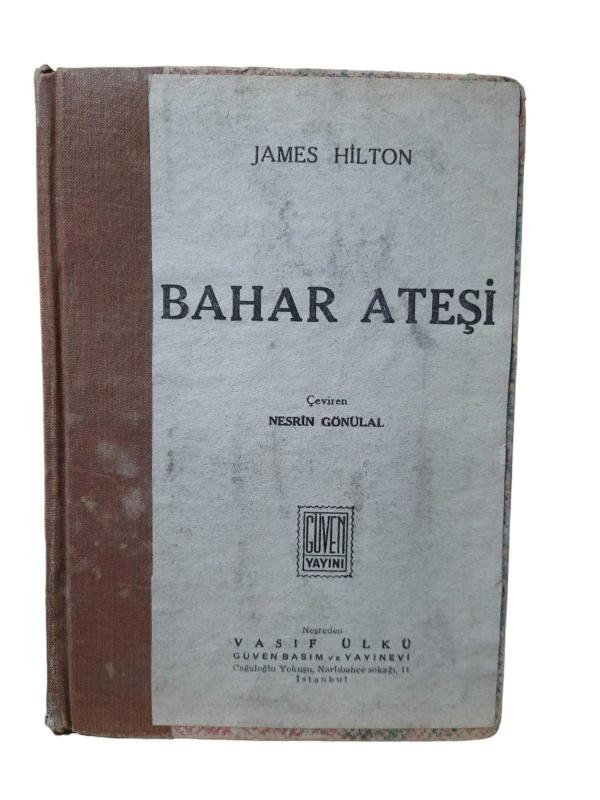 JAMES HİLTON
BAHAR ATEŞİ
Çeviren
NESRİN GÖNÜLAL
GÜVEN
YAYINI
Neşreden
VASIF ÜLKÜ
GÜVEN BASIM ve YAYINEVİ
Cağaloğlu Yokuşu, Narlıbahçe sokağı, 11
İstanbul